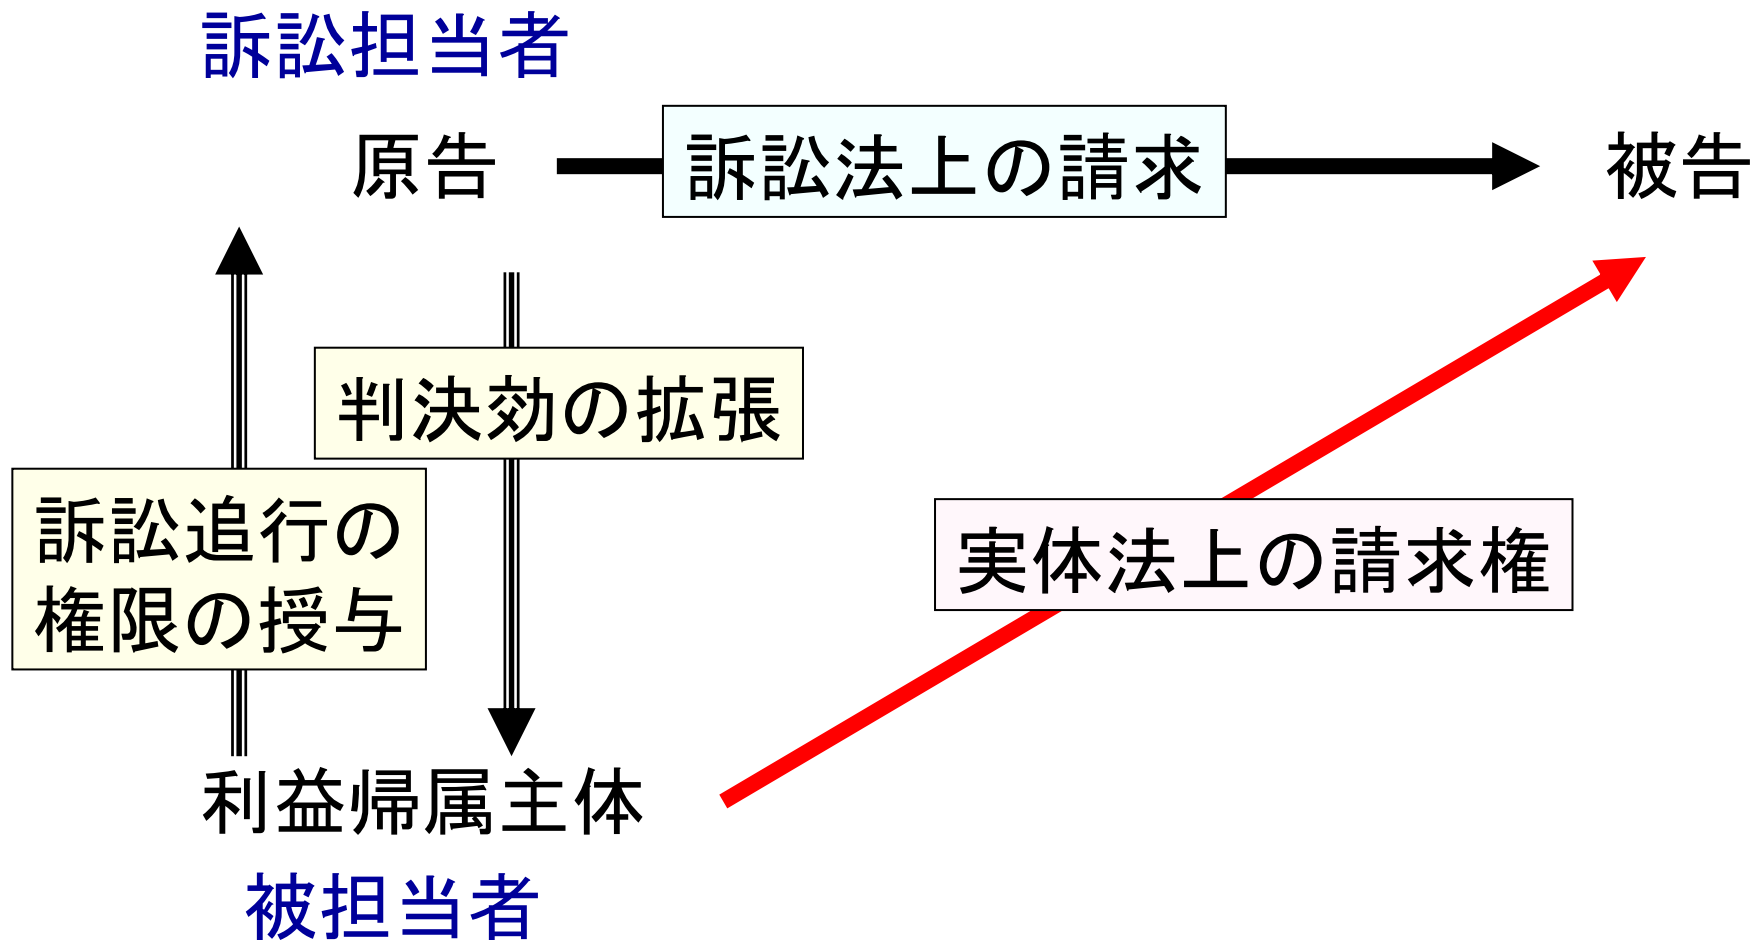 訴訟担当者
原告
訴訟法上の請求
被告
判決効の拡張
訴訟追行の
権限の授与
実体法上の請求権
利益帰属主体
被担当者